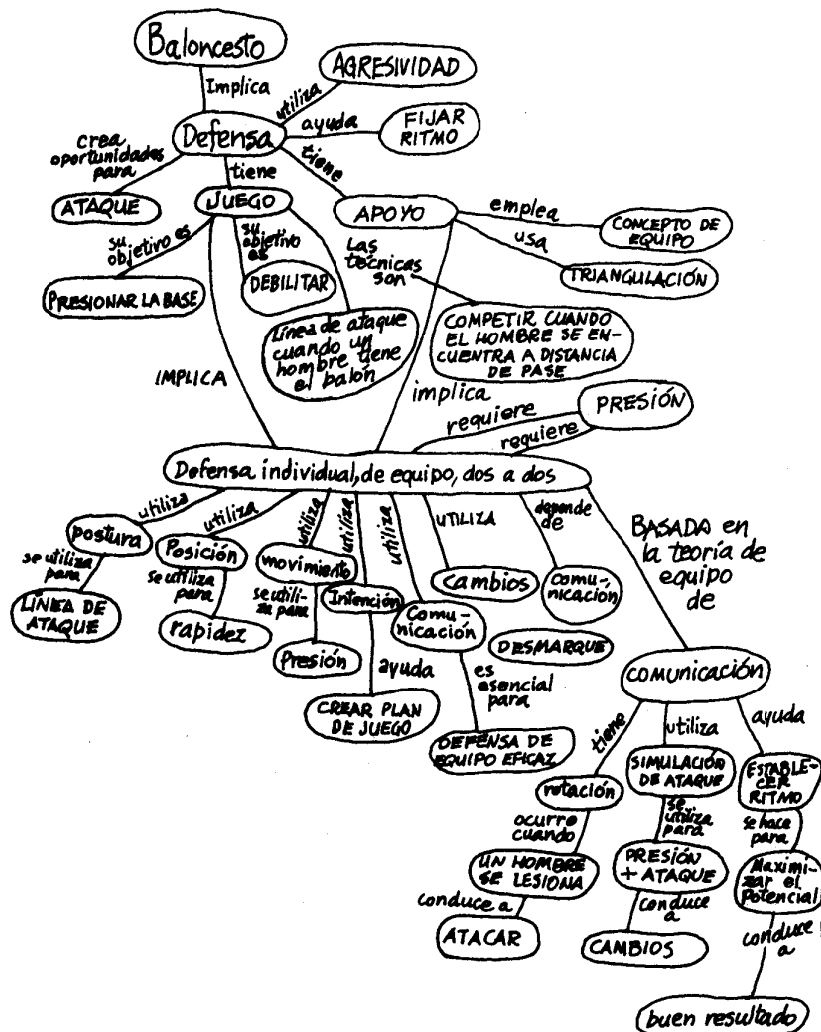 Baloncesto
Implica
utiliza
AGRESIVIDAD
Defensa
ayuda
FIJAR
RITMO
crea
oportunidades
para
tiene
tiene
ATAQUE
JUEGO
APOYO
emplea
CONCEPTO DE
EQUIPO
usa
TRIANGULACIÓN
su
objetivo es
su
objetivo
es
Las
técnicas
son
PRESIONAR LA BASE
DEBILITAR
Línea de ataque
cuando un
hombre tiene
el balón
COMPETIR CUANDO
EL HOMBRE SE EN-
CUENTRA A DISTANCIA
DE PASE
IMPLICA
implica
requiere
requiere
PRESIÓN
Defensa individual, de equipo, dos a dos
utiliza
utiliza
utiliza
utiliza
utiliza
UTILIZA
depende
de
BASADA en
la teoría de
equipo
de
postura
Posición
movimiento
Intención
Comu-
nicación
cambios
comu-
nicación
se utiliza
para
se utiliza
para
se utili-
za para
LÍNEA DE
ATAQUE
rapidez
Presión
ayuda
es
esencial
para
DESMARQUE
CREAR PLAN
DE JUEGO
DEFENSA DE
EQUIPO EFICAZ
comunicación
tiene
utiliza
ayuda
rotación
SIMULACIÓN
DE ATAQUE
ESTABLE-
CER
RITMO
ocurre
cuando
se
utiliza
para
se hace
para
UN HOMBRE
SE LESIONA
PRESIÓN
+ ATAQUE
Maximi-
zar el
potencial
conduce a
conduce
a
conduce
a
ATACAR
CAMBIOS
buen resultado